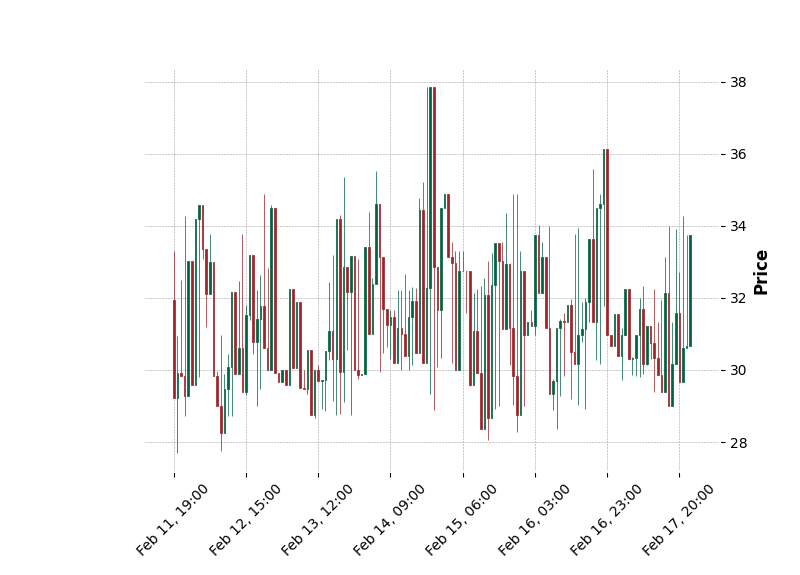 38
36
34
32
30
28
Price
Feb 11, 19:00
Feb 12, 15:00
Feb 13, 12:00
Feb 14, 09:00
Feb 15, 06:00
Feb 16, 03:00
Feb 16, 23:00
Feb 17, 20:00